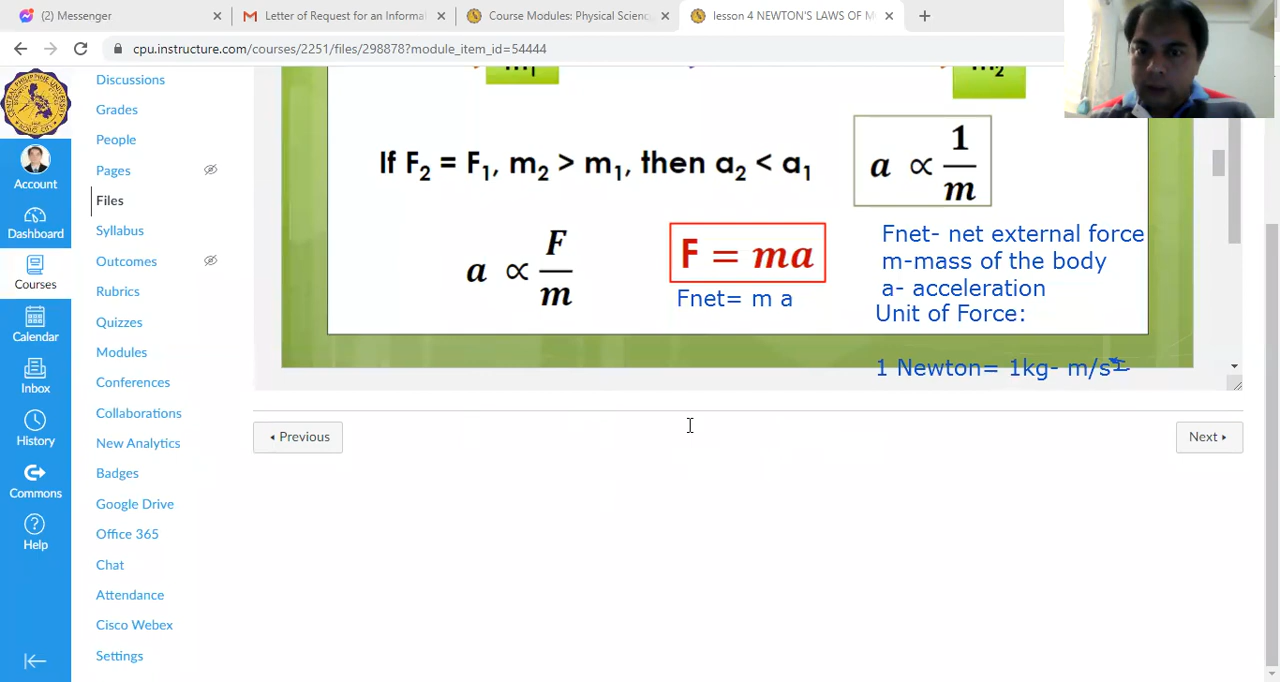 (2) Messenger
Letter of Request for an Informa
Course Modules: Physical Scienc
lesson 4 NEWTON'S LAWS OF M
cpu.instructure.com/courses/2251/files/298878?module_item_id=54444
Account
Dashboard
Courses
Calendar
Inbox
History
Commons
Help
Discussions
Grades
People
Pages
Files
Syllabus
Outcomes
Rubrics
Quizzes
Modules
Conferences
Collaborations
New Analytics
Badges
Google Drive
Office 365
Chat
Attendance
Cisco Webex
Settings
m₁
m₂
If F₂ = F₁, m₂ > m₁, then a₂ < a₁
a ∝ 1/m
a ∝ F/m
F = ma
Fnet= m a
Fnet- net external force
m-mass of the body
a- acceleration
Unit of Force:
1 Newton= 1kg- m/s
Previous
Next